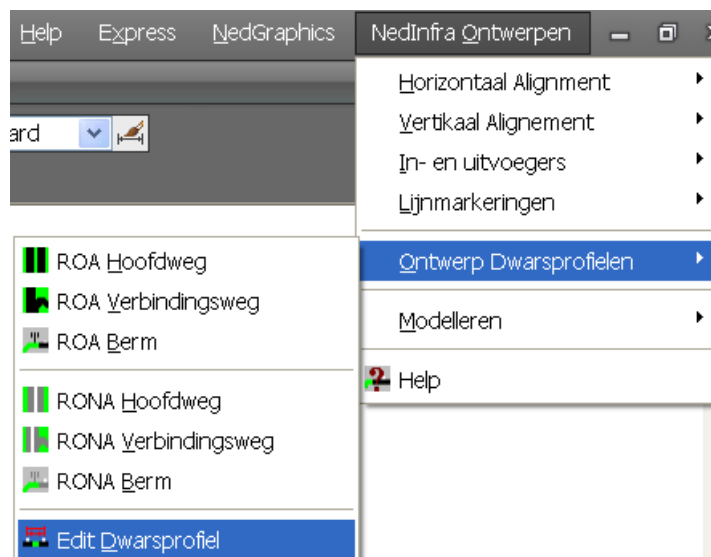 Help Express NedGraphics NedInfra Ontwerpen
ard
Horizontaal Alignment
Vertikaal Alignement
In- en uitvoegers
Lijnmarkeringen
Ontwerp Dwarsprofielen
Modelleren
Help
ROA Hoofdweg
ROA Verbindingsweg
ROA Berm
RONA Hoofdweg
RONA Verbindingsweg
RONA Berm
Edit Dwarsprofiel